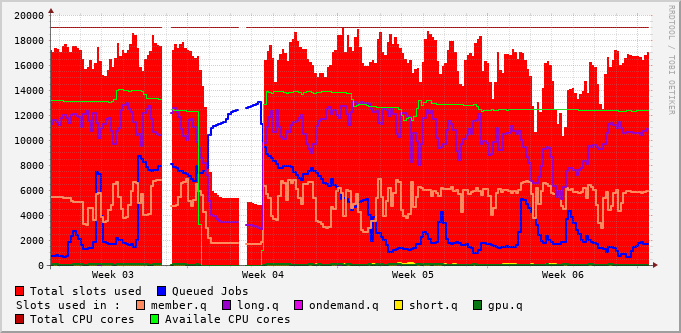 20000
18000
16000
14000
12000
10000
8000
6000
4000
2000
0
Week 03 Week 04 Week 05 Week 06
RRDTOOL / TOBI OETIKER
Total slots used Queued Jobs
Slots used in : member.q long.q ondemand.q short.q gpu.q
Total CPU cores Availale CPU cores